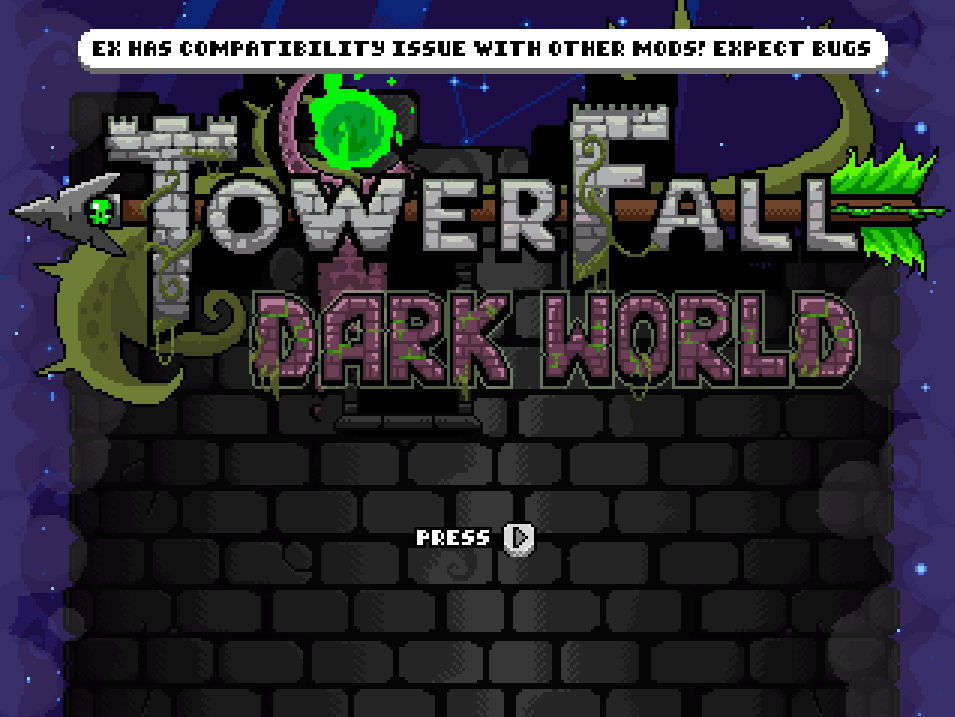 EX HAS COMPATIBILITY ISSUE WITH OTHER MODS! EXPECT BUGS
TOWERFALL
DARK WORLD
PRESS